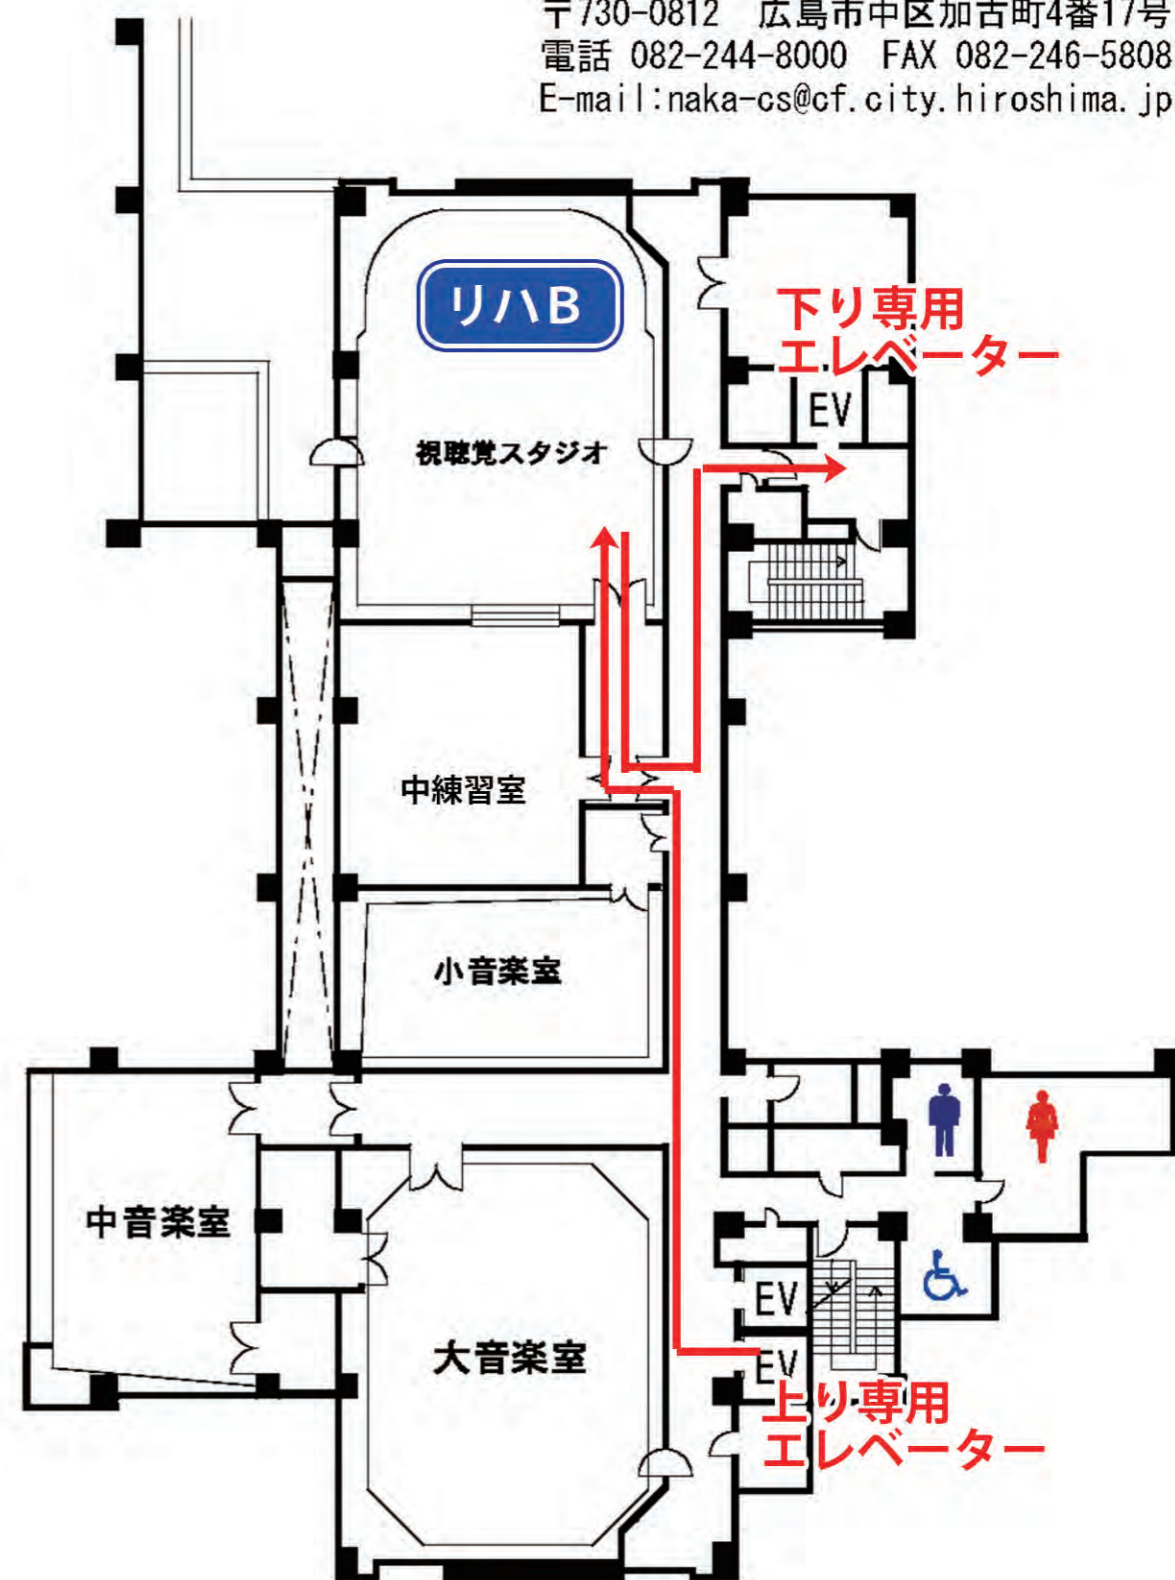 〒730-0812　広島市中区加古町4番17号
電話 082-244-8000　FAX 082-246-5808
E-mail:naka-cs@cf.city.hiroshima.jp
リハB
下り専用
エレベーター
EV
視聴覚スタジオ
中練習室
小音楽室
中音楽室
EV
大音楽室
EV
上り専用
エレベーター